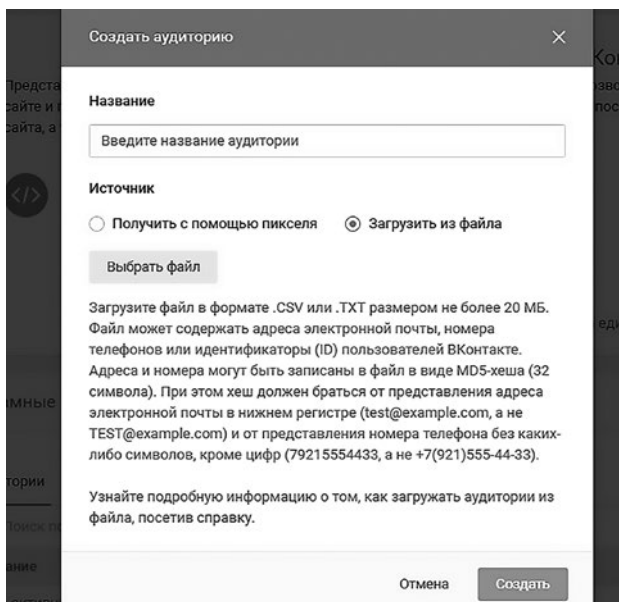 Создать аудиторию
Название
Введите название аудитории
Источник
Получить с помощью пикселя Загрузить из файла
Выбрать файл
Загрузите файл в формате .CSV или .TXT размером не более 20 МБ.
Файл может содержать адреса электронной почты, номера
телефонов или идентификаторы (ID) пользователей ВКонтакте.
Адреса и номера могут быть записаны в файл в виде MD5-хеша (32
символа). При этом хеш должен браться от представления адреса
электронной почты в нижнем регистре (test@example.com, а не
TEST@example.com) и от представления номера телефона без каких-
либо символов, кроме цифр (79215554433, а не +7(921)555-44-33).
Узнайте подробную информацию о том, как загружать аудитории из
файла, посетив справку.
Отмена Создать